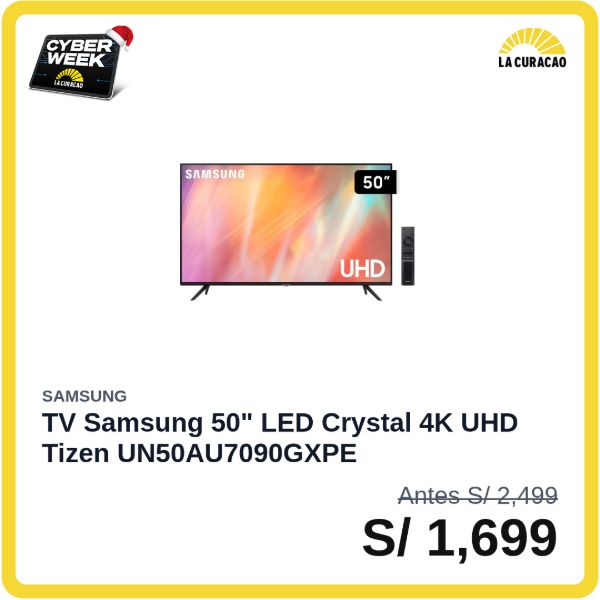 CYBER
WEEK
LA CURACAO
LA CURACAO
SAMSUNG
50"
UHD
SAMSUNG
TV Samsung 50" LED Crystal 4K UHD
Tizen UN50AU7090GXPE
Antes S/ 2,499
S/ 1,699